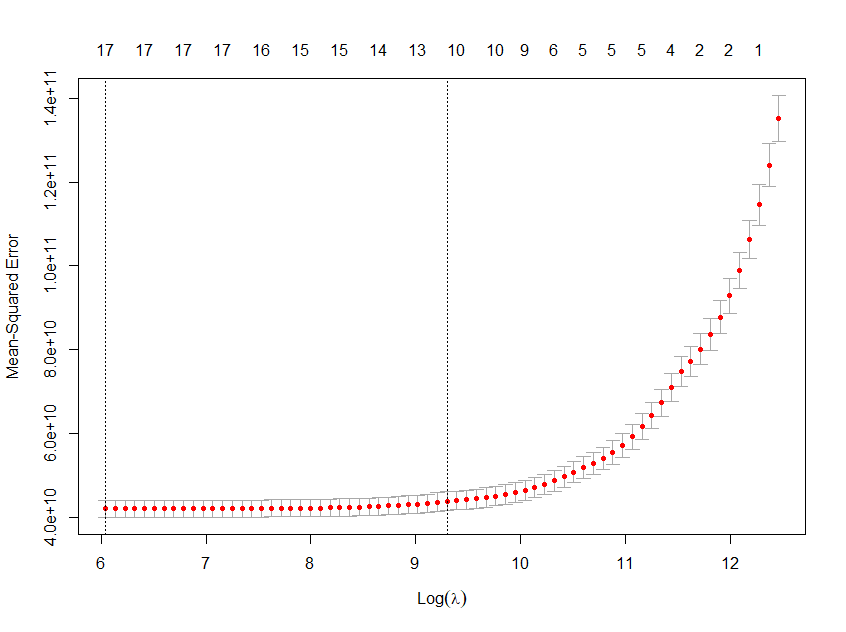 17 17 17 17 16 15 15 14 13 10 10 9 6 5 5 5 4 2 2 1
Mean-Squared Error
1.4e+11
1.2e+11
1.0e+11
8.0e+10
6.0e+10
4.0e+10
6 7 8 9 10 11 12
Log(λ)